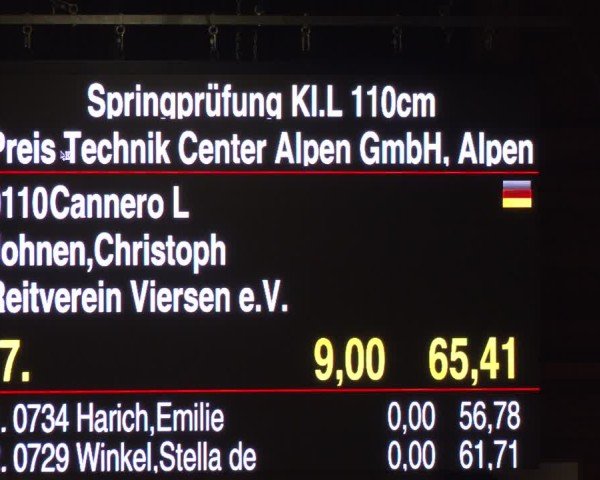 Springprüfung Kl.L 110cm
Preis Technik Center Alpen GmbH, Alpen
110Cannero L
ohnen,Christoph
Reitverein Viersen e.V.
7. 9,00 65,41
. 0734 Harich,Emilie 0,00 56,78
. 0729 Winkel,Stella de 0,00 61,71